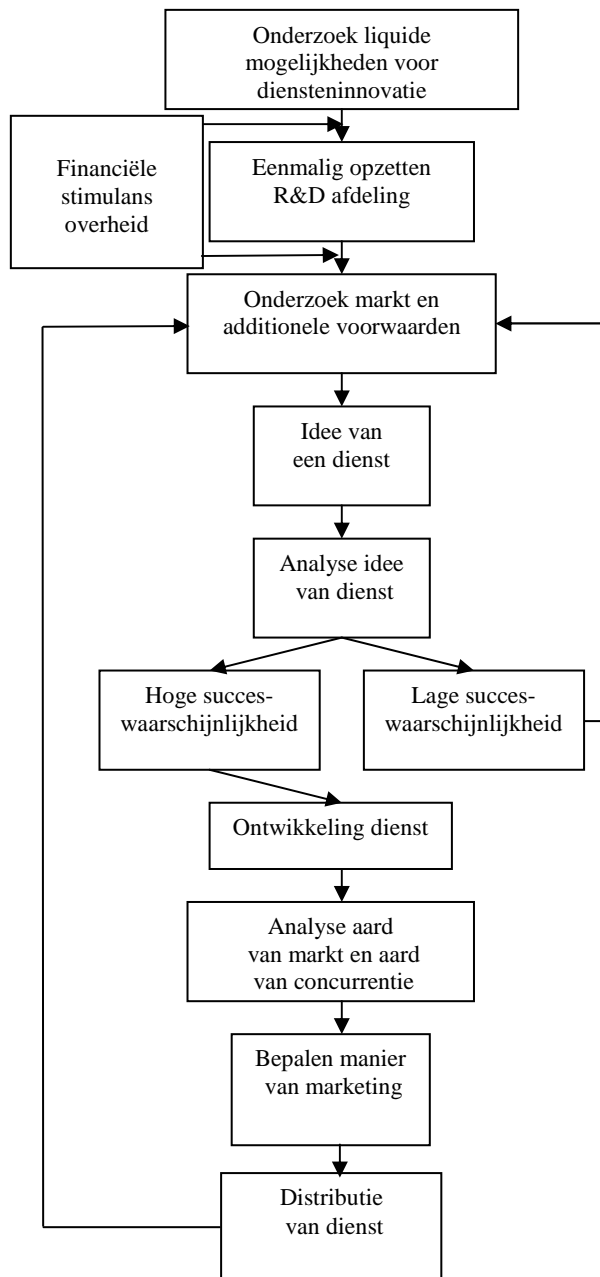 Onderzoek liquide
mogelijkheden voor
diensteninnovatie
Financiële
stimulans
overheid
Eenmalig opzetten
R&D afdeling
Onderzoek markt en
additionele voorwaarden
Idee van
een dienst
Analyse idee
van dienst
Hoge succes-
waarschijnlijkheid
Lage succes-
waarschijnlijkheid
Ontwikkeling dienst
Analyse aard
van markt en aard
van concurrentie
Bepalen manier
van marketing
Distributie
van dienst